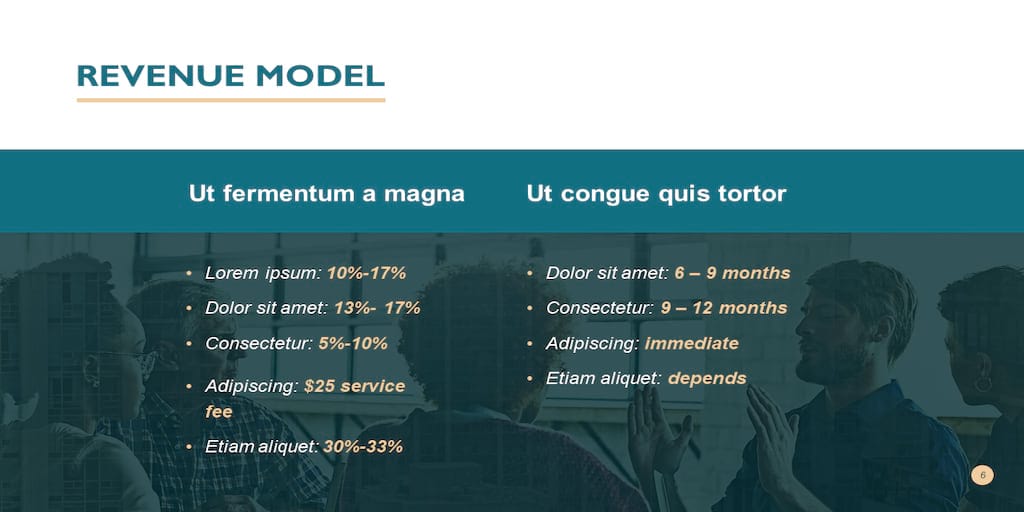 REVENUE MODEL
Ut fermentum a magna
• Lorem ipsum: 10%-17%
• Dolor sit amet: 13%- 17%
• Consectetur: 5%-10%
• Adipiscing: $25 service
fee
• Etiam aliquet: 30%-33%
Ut congue quis tortor
• Dolor sit amet: 6 – 9 months
• Consectetur: 9 – 12 months
• Adipiscing: immediate
• Etiam aliquet: depends
6